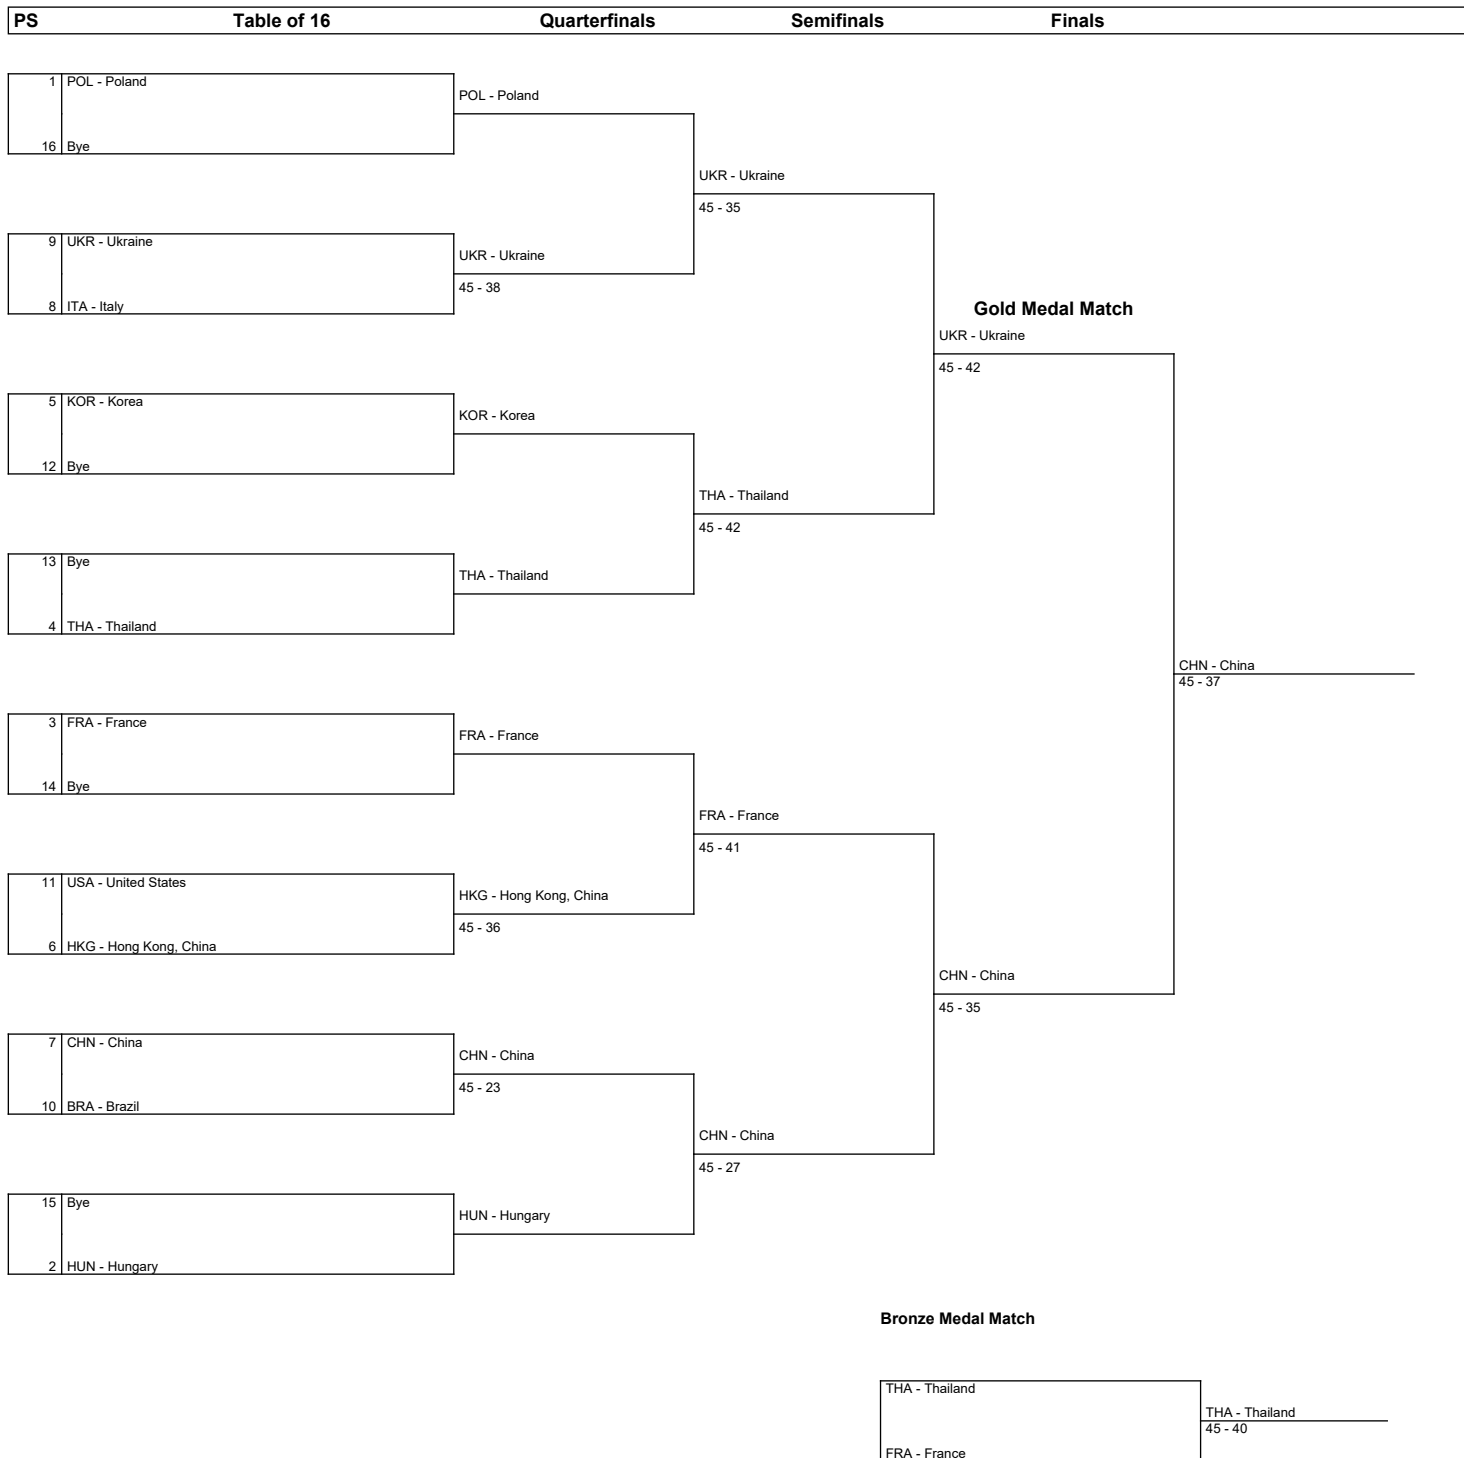 PS Table of 16 Quarterfinals Semifinals Finals
1 POL - Poland
POL - Poland
16 Bye
UKR - Ukraine
45 - 35
9 UKR - Ukraine
UKR - Ukraine
45 - 38
8 ITA - Italy
Gold Medal Match
UKR - Ukraine
45 - 42
5 KOR - Korea
KOR - Korea
12 Bye
THA - Thailand
45 - 42
13 Bye
THA - Thailand
4 THA - Thailand
CHN - China
45 - 37
3 FRA - France
FRA - France
14 Bye
FRA - France
45 - 41
11 USA - United States
HKG - Hong Kong, China
45 - 36
6 HKG - Hong Kong, China
CHN - China
45 - 35
7 CHN - China
CHN - China
45 - 23
10 BRA - Brazil
CHN - China
45 - 27
15 Bye
HUN - Hungary
2 HUN - Hungary
Bronze Medal Match
THA - Thailand
THA - Thailand
45 - 40
FRA - France